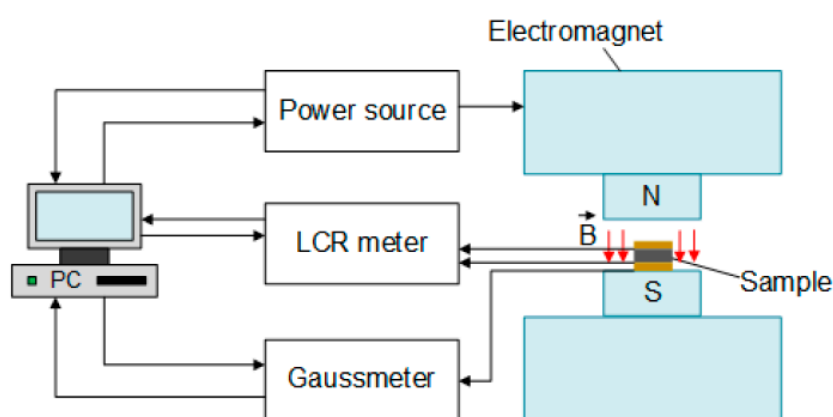 Electromagnet
Power source
N
B
LCR meter
Sample
PC
S
Gaussmeter